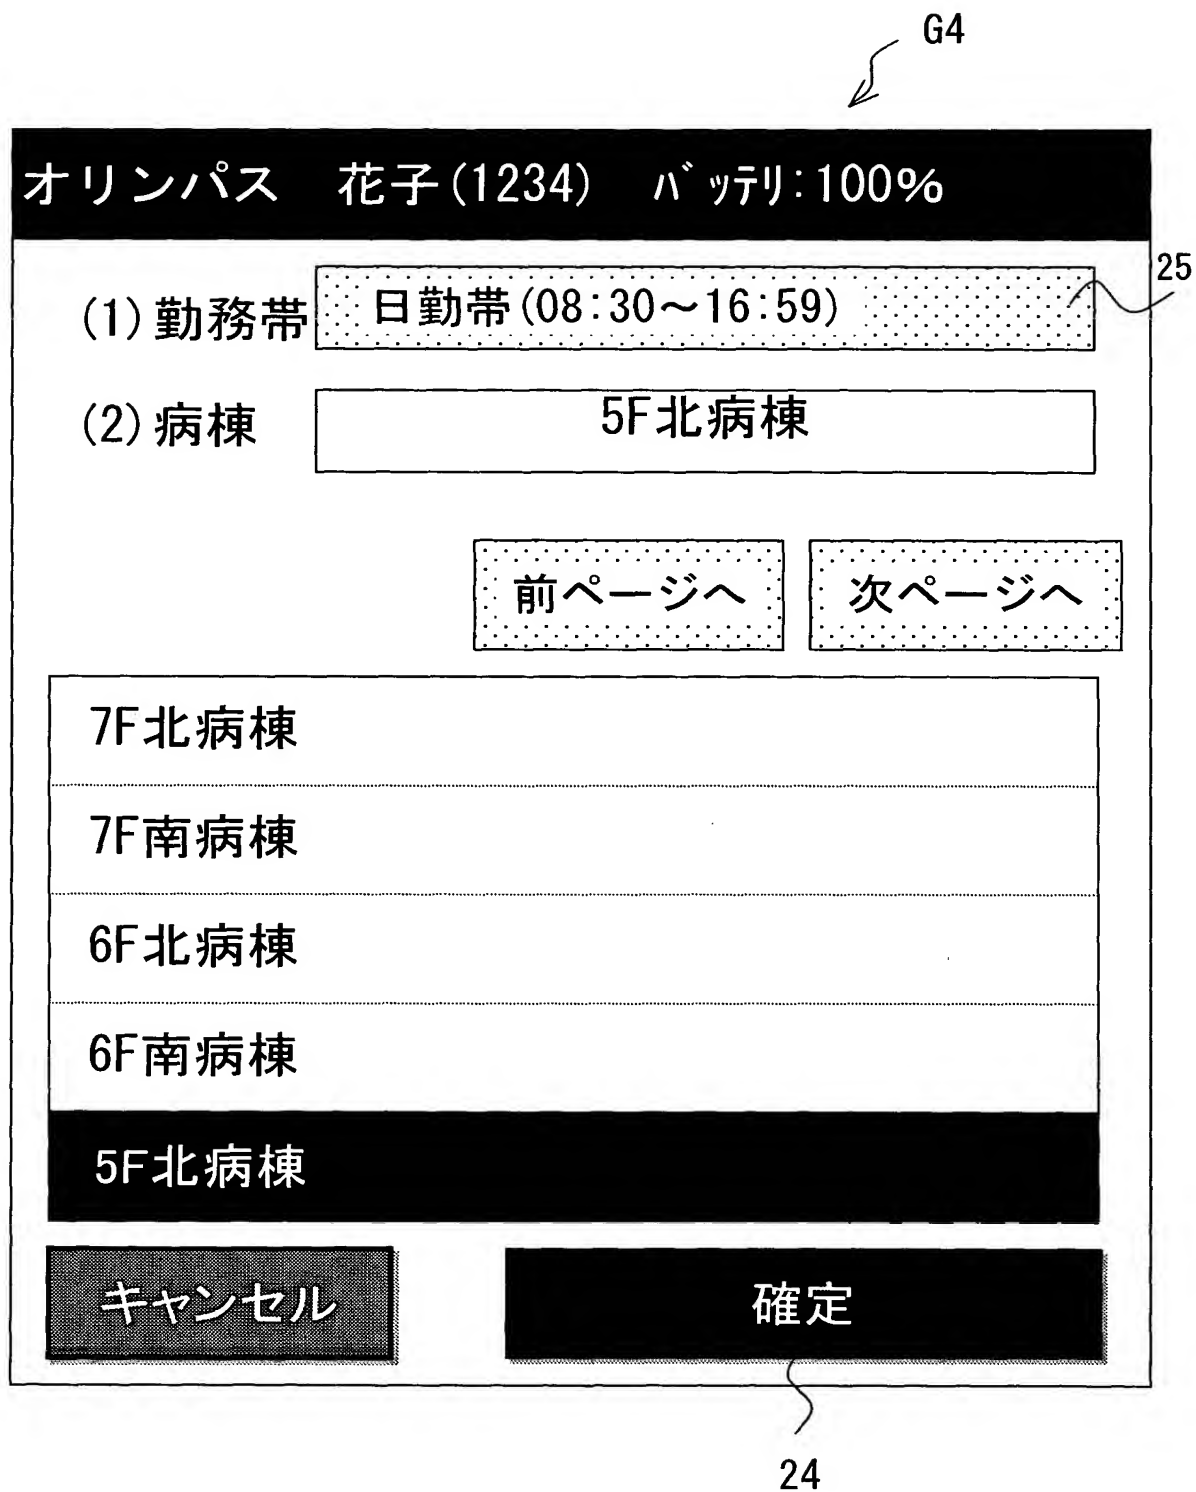 G4
オリンパス　花子(1234)　ﾊﾞｯﾃﾘ:100%
25
(1)勤務帯 日勤帯(08:30～16:59)
(2)病棟 5F北病棟
前ページへ 次ページへ
7F北病棟
7F南病棟
6F北病棟
6F南病棟
5F北病棟
キャンセル 確定
24